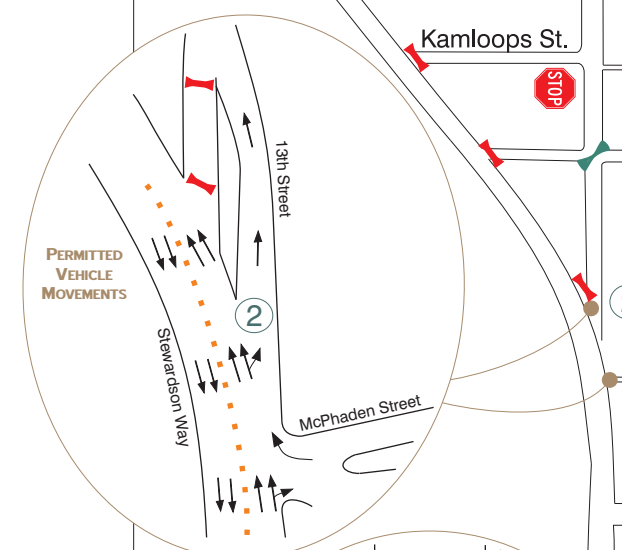 Kamloops St.
STOP
13th Street
PERMITTED
VEHICLE
MOVEMENTS
2
Stewardson Way
McPhaden Street